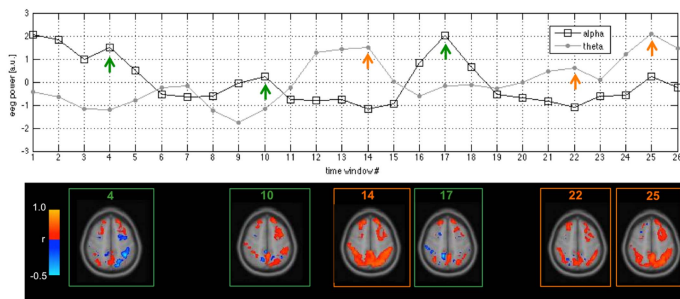 3
2
1
0
-1
-2
-3
eeg power [a.u.]
alpha
theta
1 2 3 4 5 6 7 8 9 10 11 12 13 14 15 16 17 18 19 20 21 22 23 24 25 26
time window #
4 10 14 17 22 25
1.0
r
-0.5